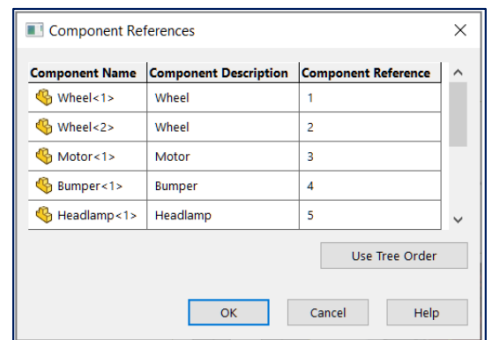 Component References
Component Name Component Description Component Reference
Wheel<1> Wheel 1
Wheel<2> Wheel 2
Motor<1> Motor 3
Bumper<1> Bumper 4
Headlamp<1> Headlamp 5
Use Tree Order
OK Cancel Help